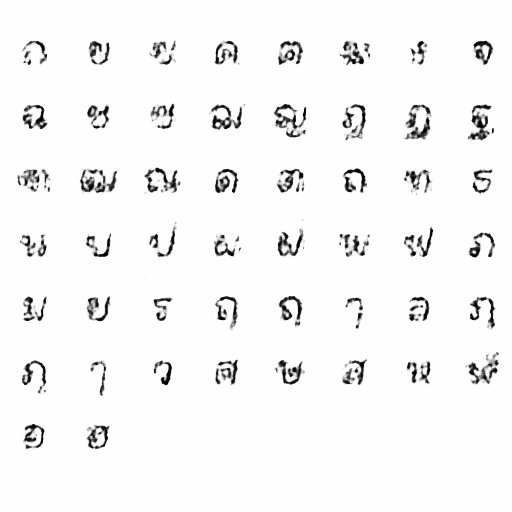 ก ข ฃ ค ฅ ฆ ง จ
ฉ ช ซ ฌ ญ ฎ ฏ ฐ
ฑ ฒ ณ ด ต ถ ท ธ
น บ ป ผ ฝ พ ฟ ภ
ม ย ร ฤ ฤ ๅ ล ฦ
ฦ ๅ ว ศ ษ ส ห ฬ
อ ฮ